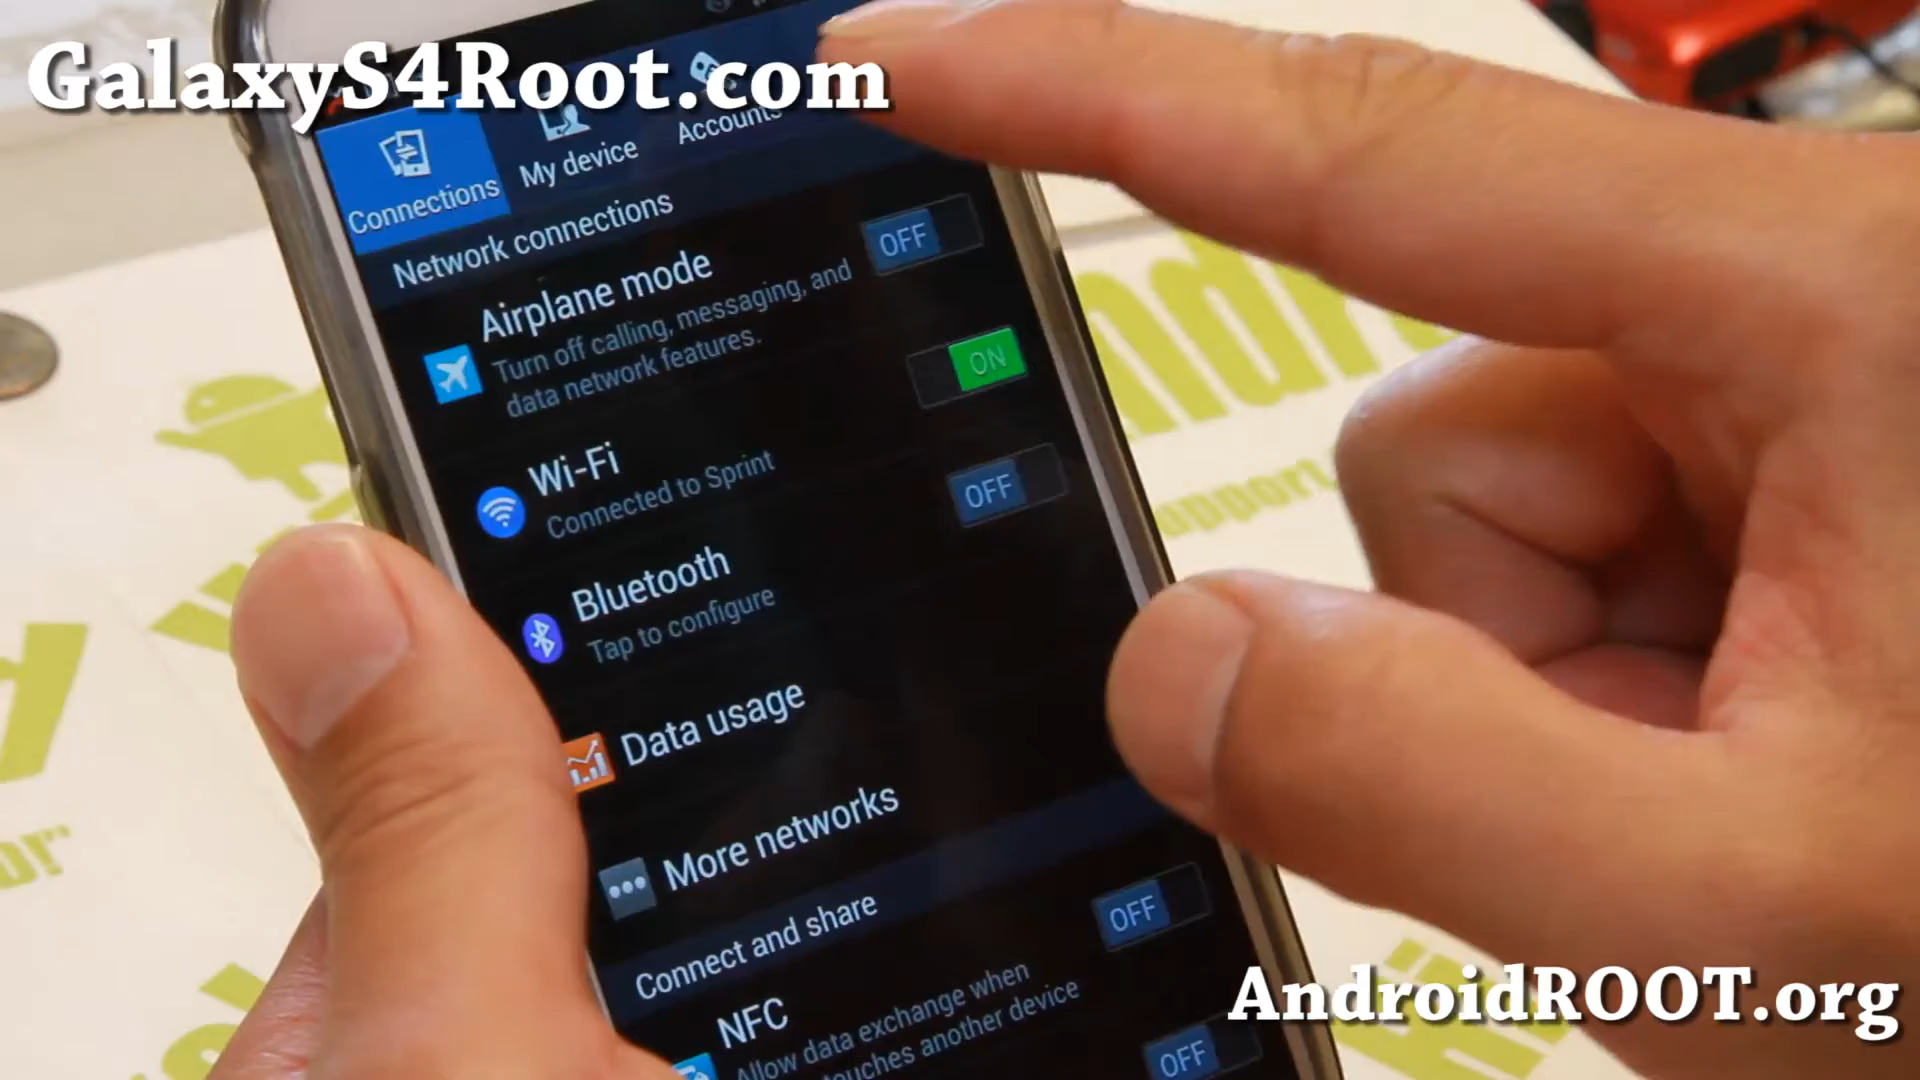 GalaxyS4Root.com
Connections
My device
Accounts
Network connections
Airplane mode
Turn off calling, messaging, and
data network features.
OFF
Wi-Fi
Connected to Sprint
ON
Bluetooth
Tap to configure
OFF
Data usage
More networks
Connect and share
NFC
Allow data exchange when
touches another device
OFF
OFF
AndroidROOT.org